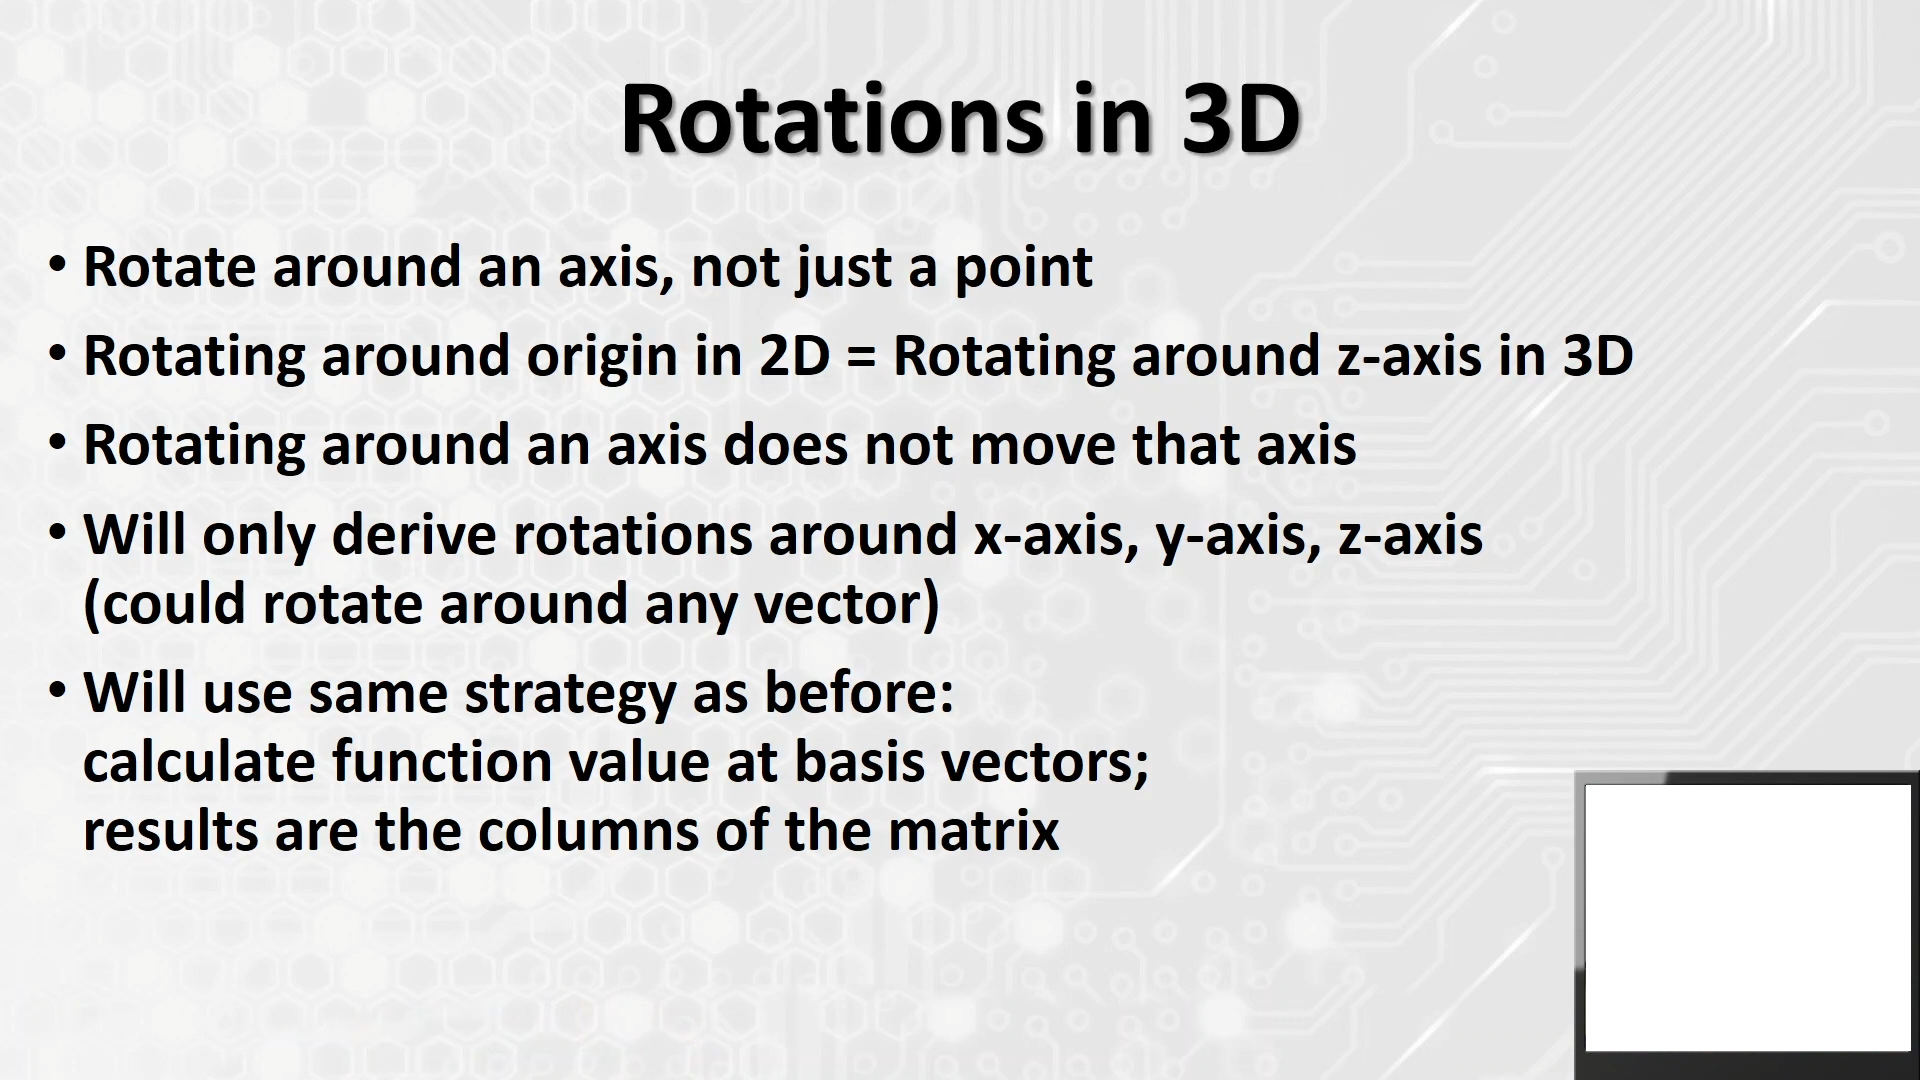 Rotations in 3D
• Rotate around an axis, not just a point
• Rotating around origin in 2D = Rotating around z-axis in 3D
• Rotating around an axis does not move that axis
• Will only derive rotations around x-axis, y-axis, z-axis
(could rotate around any vector)
• Will use same strategy as before:
calculate function value at basis vectors;
results are the columns of the matrix